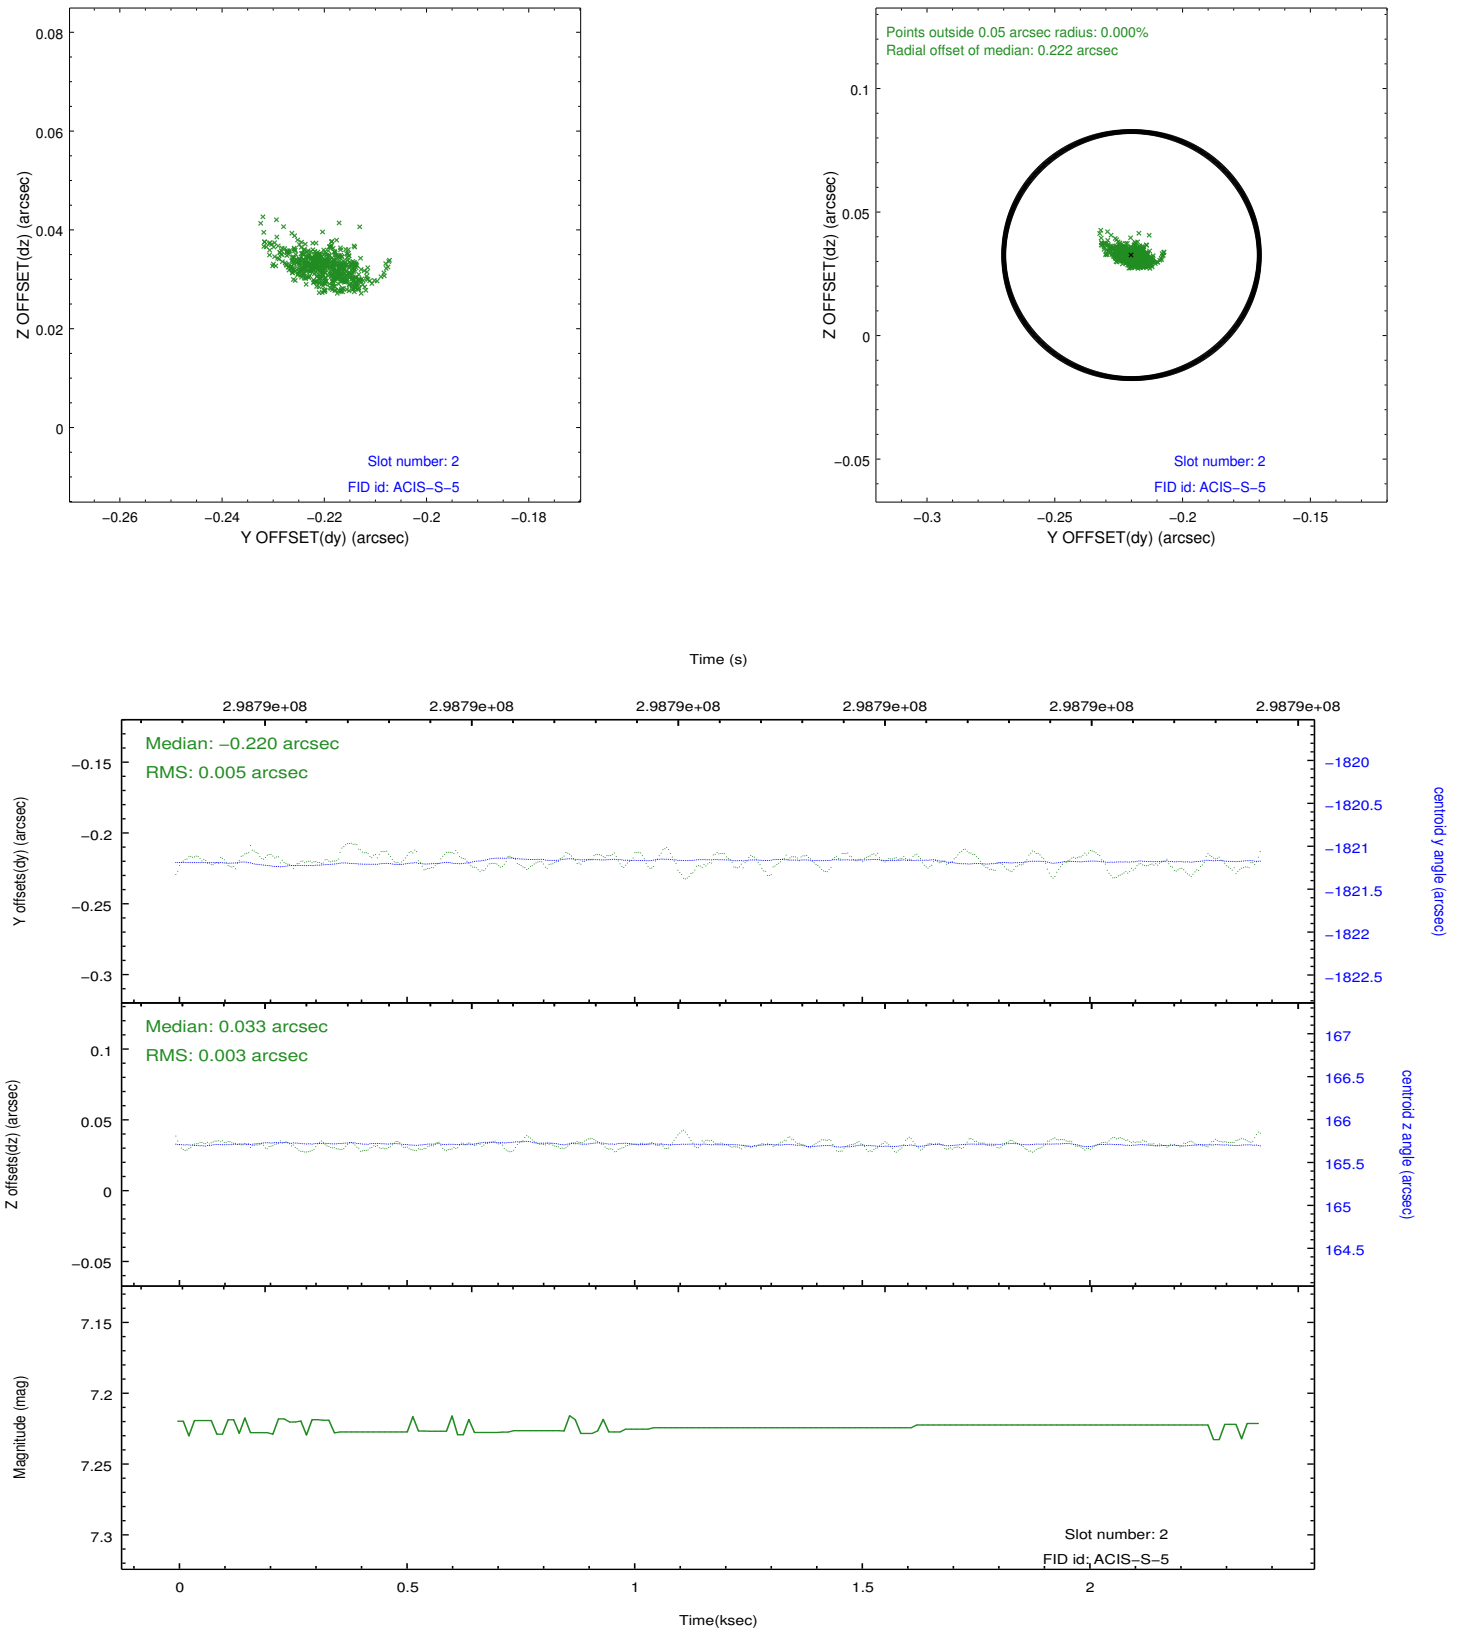 0.08
0.06
0.04
0.02
0
Z OFFSET(dz) (arcsec)
Slot number: 2
FID id: ACIS−S−5
−0.26
−0.24
−0.22
−0.2
−0.18
Y OFFSET(dy) (arcsec)
Points outside 0.05 arcsec radius: 0.000%
Radial offset of median: 0.222 arcsec
0.1
0.05
0
−0.05
Z OFFSET(dz) (arcsec)
Slot number: 2
FID id: ACIS−S−5
−0.3
−0.25
−0.2
−0.15
Y OFFSET(dy) (arcsec)
Time (s)
2.9879e+08
2.9879e+08
2.9879e+08
2.9879e+08
2.9879e+08
2.9879e+08
Median: −0.220 arcsec
RMS: 0.005 arcsec
−0.15
−0.2
−0.25
−0.3
Y offsets(dy) (arcsec)
−1820
−1820.5
−1821
−1821.5
−1822
−1822.5
centroid y angle (arcsec)
Median: 0.033 arcsec
RMS: 0.003 arcsec
0.1
0.05
0
−0.05
Z offsets(dz) (arcsec)
167
166.5
166
165.5
165
164.5
centroid z angle (arcsec)
7.15
7.2
7.25
7.3
Magnitude (mag)
Slot number: 2
FID id: ACIS−S−5
0
0.5
1
1.5
2
Time(ksec)